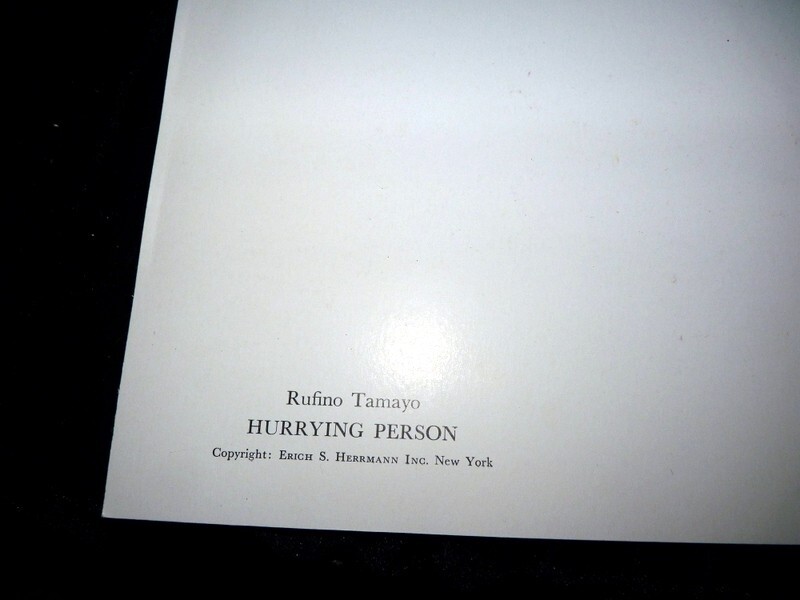 Rufino Tamayo
HURRYING PERSON
Copyright: ERICH S. HERRMANN INC. New York